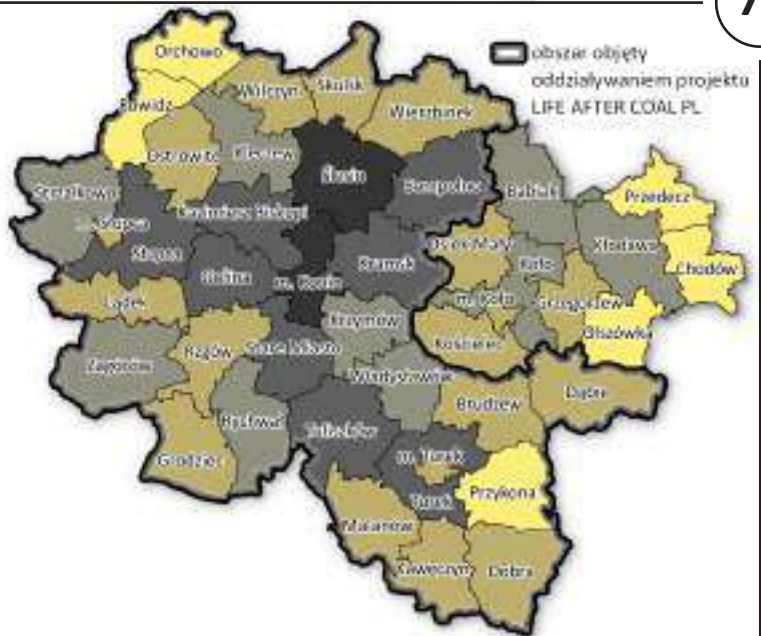 7
obszar objęty
oddziaływaniem projektu
LIFE AFTER COAL PL
Orchowo
Powidz
Wilczyn
Skulsk
Wierzbinek
Ostrowite
Kleczew
Ślesin
Sompolno
Babiak
Przedecz
Strzałkowo
Słupca
Kazimierz Biskupi
Słupca
Golina
m. Konin
Kramsk
Osiek Mały
Koło
Kłodawa
Chodów
m. Koło
Grzegorzew
Olszówka
Lądek
Krzymów
Kościelec
Zagórów
Rzgów
Stare Miasto
Władysławów
Dąbie
Brudzew
Rychwał
Tuliszków
Grodziec
m. Turek
Turek
Przykona
Malanów
Kawęczyn
Dobra